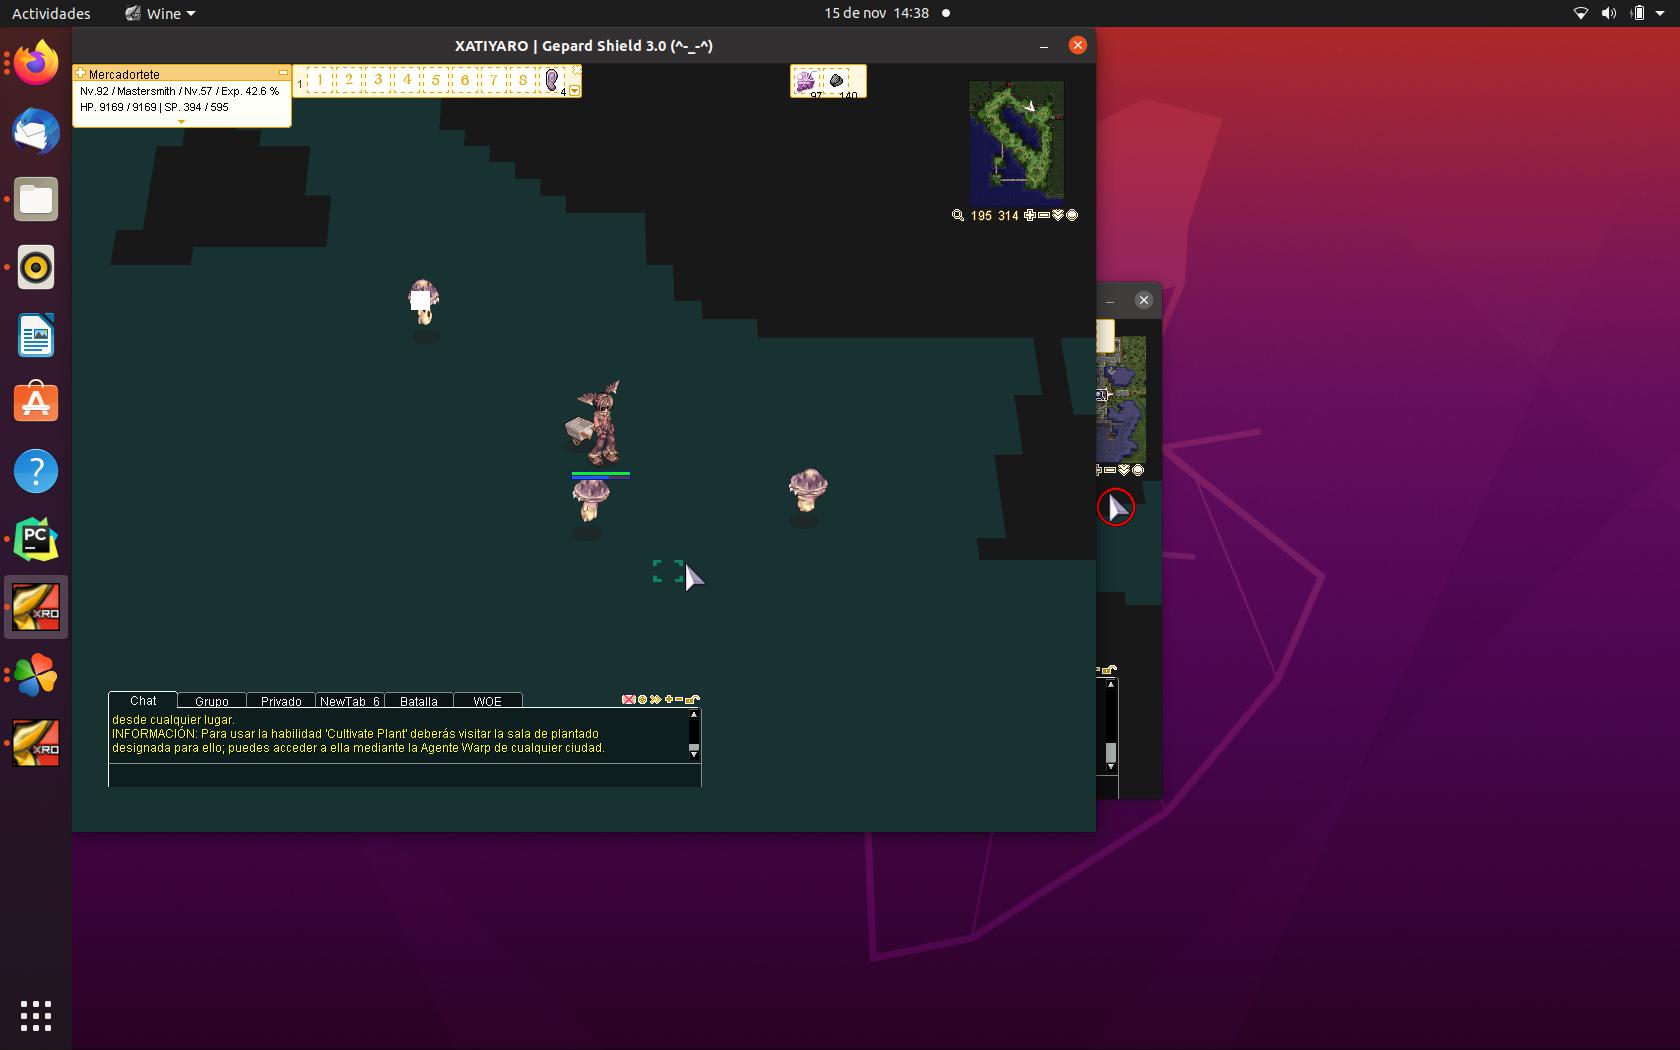 Actividades
Wine
15 de nov 14:38
XATIYARO | Gepard Shield 3.0 (^-_-^)
Mercadortete
Nv.92 / Mastersmith / Nv.57 / Exp. 42.6 %
HP. 9169 / 9169 | SP. 394 / 595
1 1 2 3 4 5 6 7 8 4
97 140
195 314
PC
XRO
XRO
Chat Grupo Privado NewTab_6 Batalla WOE
desde cualquier lugar.
INFORMACIÓN: Para usar la habilidad 'Cultivate Plant' deberás visitar la sala de plantado
designada para ello; puedes acceder a ella mediante la Agente Warp de cualquier ciudad.